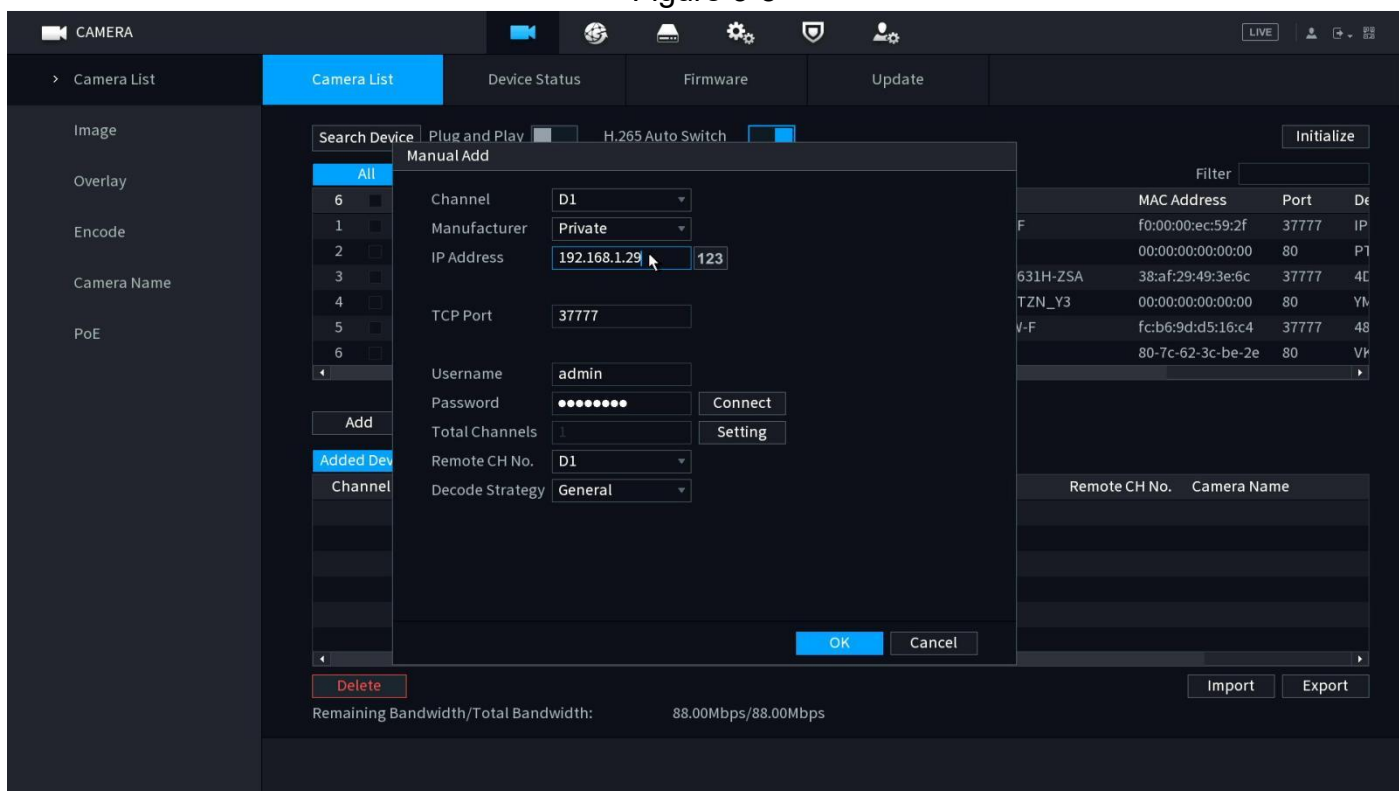 CAMERA
LIVE
Camera List
Camera List Device Status Firmware Update
Image
Overlay
Encode
Camera Name
PoE
Search Device Plug and Play H.265 Auto Switch Initialize
Manual Add
All Filter
6 MAC Address Port De
1 F f0:00:00:ec:59:2f 37777 IP
2 00:00:00:00:00:00 80 PT
3 631H-ZSA 38:af:29:49:3e:6c 37777 4D
4 TZN_Y3 00:00:00:00:00:00 80 YM
5 V-F fc:b6:9d:d5:16:c4 37777 48
6 80-7c-62-3c-be-2e 80 VK
Channel D1
Manufacturer Private
IP Address 192.168.1.29 123
TCP Port 37777
Username admin
Password ●●●●●●●● Connect
Total Channels 1 Setting
Remote CH No. D1
Decode Strategy General
Add
Added Dev
Channel Remote CH No. Camera Name
OK Cancel
Delete Import Export
Remaining Bandwidth/Total Bandwidth: 88.00Mbps/88.00Mbps